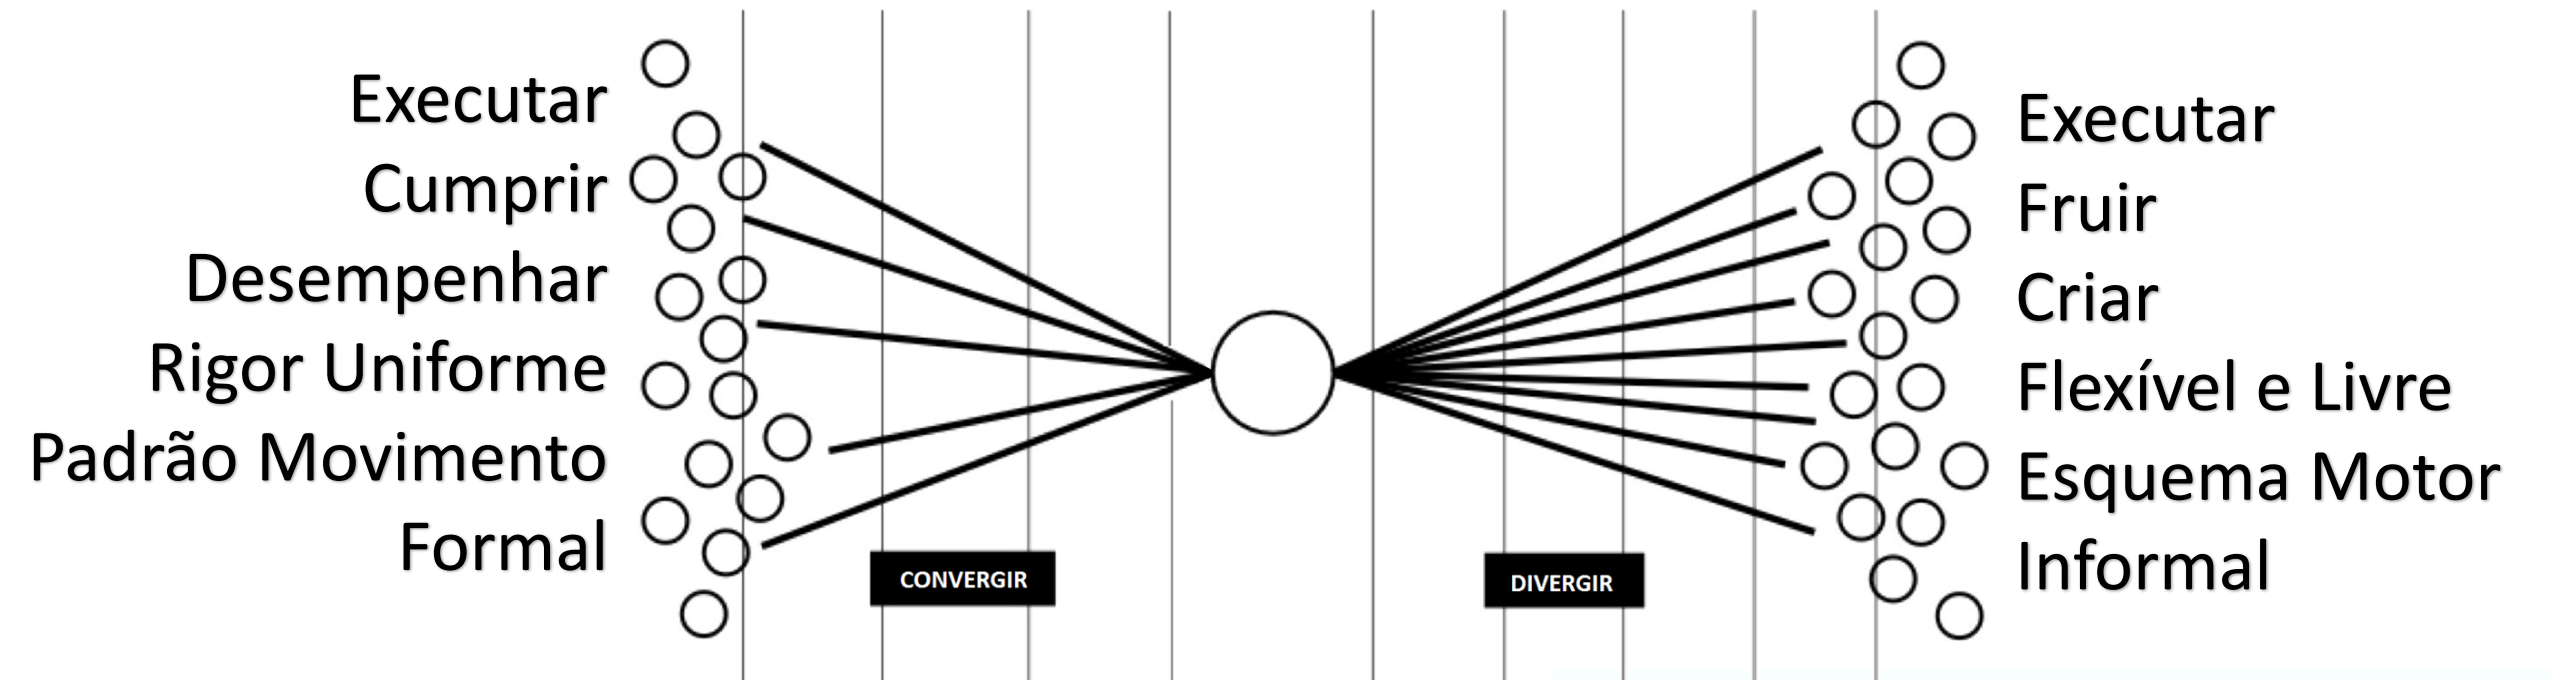 Executar
Cumprir
Desempenhar
Rigor Uniforme
Padrão Movimento
Formal
CONVERGIR
DIVERGIR
Executar
Fruir
Criar
Flexível e Livre
Esquema Motor
Informal